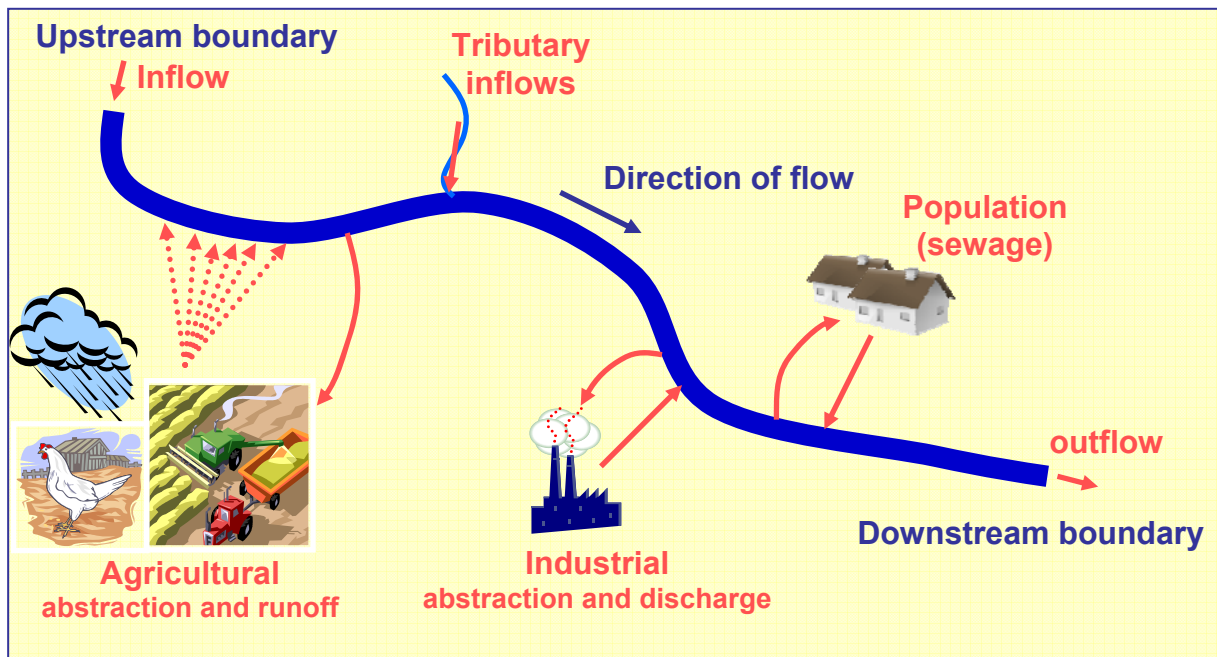 Upstream boundary
Inflow
Tributary
inflows
Direction of flow
Population
(sewage)
outflow
Downstream boundary
Agricultural
abstraction and runoff
Industrial
abstraction and discharge